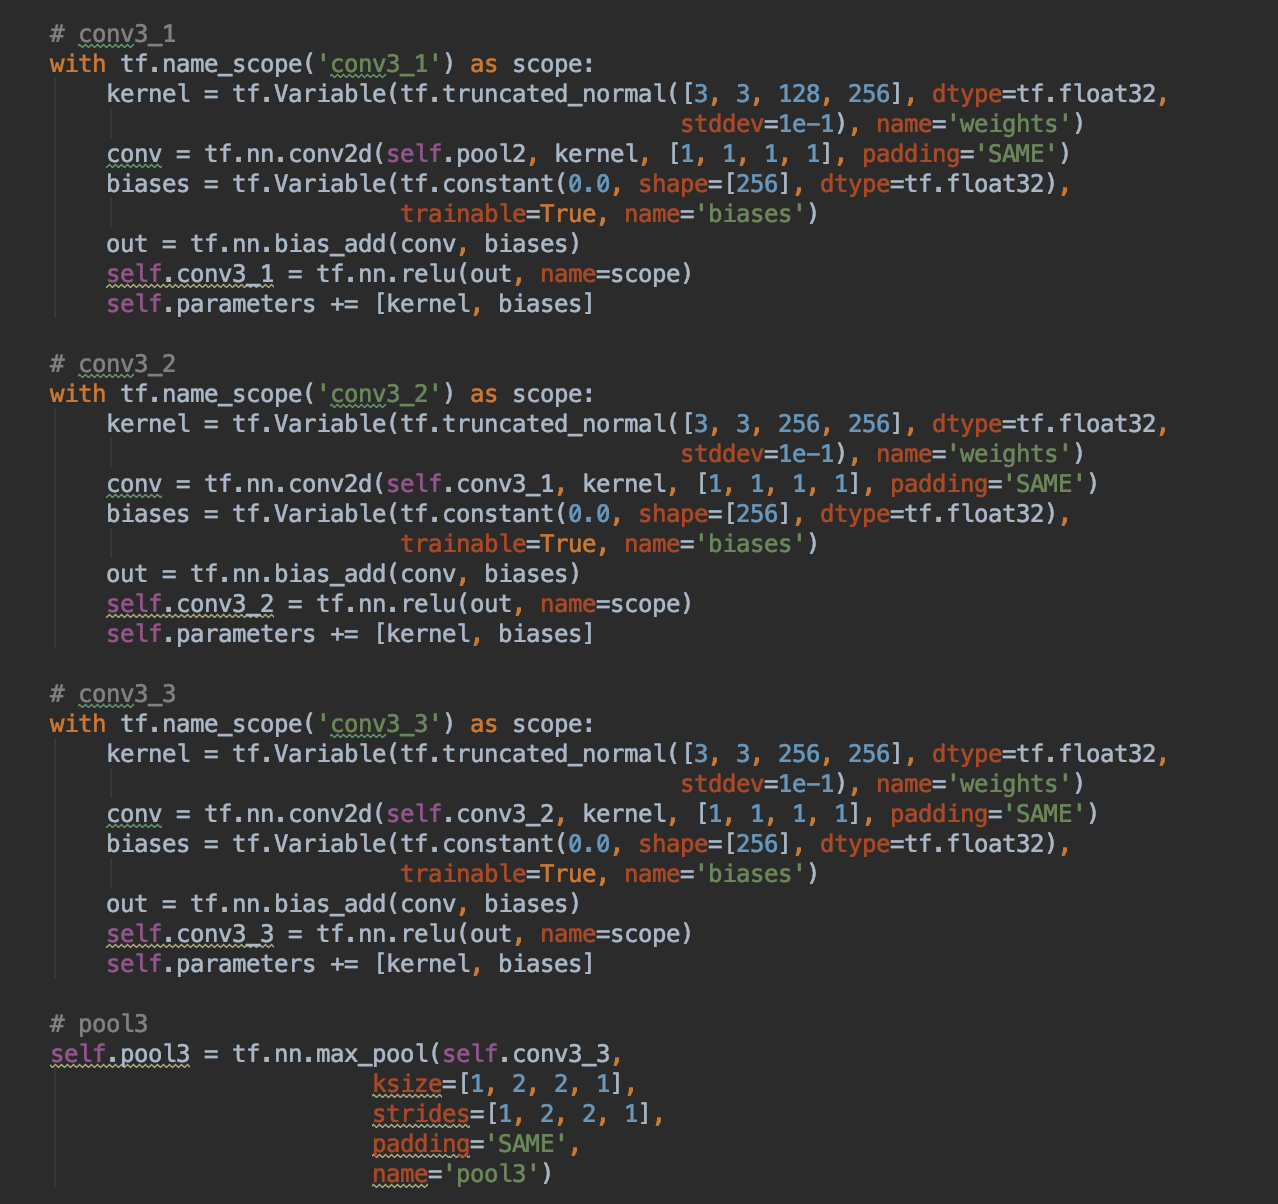 # conv3_1
with tf.name_scope('conv3_1') as scope:
    kernel = tf.Variable(tf.truncated_normal([3, 3, 128, 256], dtype=tf.float32,
                                             stddev=1e-1), name='weights')
    conv = tf.nn.conv2d(self.pool2, kernel, [1, 1, 1, 1], padding='SAME')
    biases = tf.Variable(tf.constant(0.0, shape=[256], dtype=tf.float32),
                         trainable=True, name='biases')
    out = tf.nn.bias_add(conv, biases)
    self.conv3_1 = tf.nn.relu(out, name=scope)
    self.parameters += [kernel, biases]

# conv3_2
with tf.name_scope('conv3_2') as scope:
    kernel = tf.Variable(tf.truncated_normal([3, 3, 256, 256], dtype=tf.float32,
                                             stddev=1e-1), name='weights')
    conv = tf.nn.conv2d(self.conv3_1, kernel, [1, 1, 1, 1], padding='SAME')
    biases = tf.Variable(tf.constant(0.0, shape=[256], dtype=tf.float32),
                         trainable=True, name='biases')
    out = tf.nn.bias_add(conv, biases)
    self.conv3_2 = tf.nn.relu(out, name=scope)
    self.parameters += [kernel, biases]

# conv3_3
with tf.name_scope('conv3_3') as scope:
    kernel = tf.Variable(tf.truncated_normal([3, 3, 256, 256], dtype=tf.float32,
                                             stddev=1e-1), name='weights')
    conv = tf.nn.conv2d(self.conv3_2, kernel, [1, 1, 1, 1], padding='SAME')
    biases = tf.Variable(tf.constant(0.0, shape=[256], dtype=tf.float32),
                         trainable=True, name='biases')
    out = tf.nn.bias_add(conv, biases)
    self.conv3_3 = tf.nn.relu(out, name=scope)
    self.parameters += [kernel, biases]

# pool3
self.pool3 = tf.nn.max_pool(self.conv3_3,
                       ksize=[1, 2, 2, 1],
                       strides=[1, 2, 2, 1],
                       padding='SAME',
                       name='pool3')